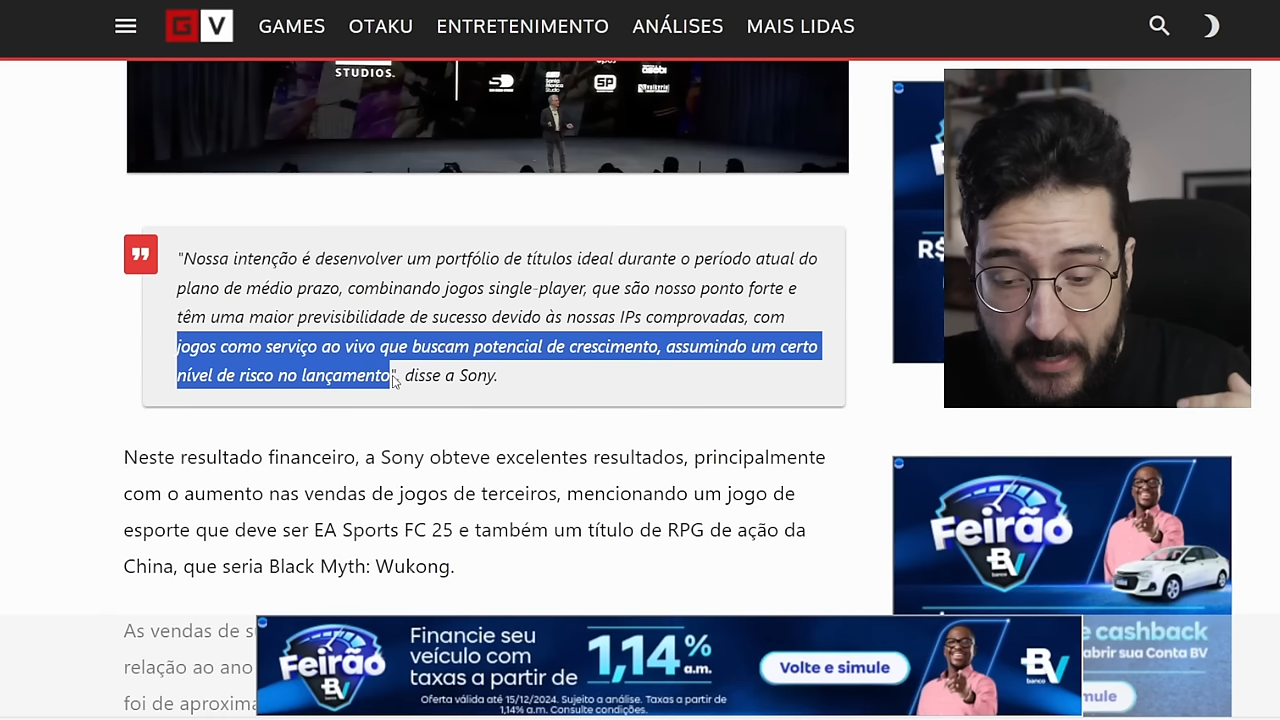 G V GAMES OTAKU ENTRETENIMENTO ANÁLISES MAIS LIDAS
STUDIOS.
"Nossa intenção é desenvolver um portfólio de títulos ideal durante o período atual do
plano de médio prazo, combinando jogos single-player, que são nosso ponto forte e
têm uma maior previsibilidade de sucesso devido às nossas IPs comprovadas, com
jogos como serviço ao vivo que buscam potencial de crescimento, assumindo um certo
nível de risco no lançamento", disse a Sony.
R$
Neste resultado financeiro, a Sony obteve excelentes resultados, principalmente
com o aumento nas vendas de jogos de terceiros, mencionando um jogo de
esporte que deve ser EA Sports FC 25 e também um título de RPG de ação da
China, que seria Black Myth: Wukong.
Feirão
BV
banco
As vendas de s
relação ao ano
foi de aproxima
Feirão
BV
banco
Financie seu
veículo com
taxas a partir de
1,14% a.m.
Oferta válida até 15/12/2024. Sujeito a análise. Taxas a partir de
1,14% a.m. Consulte condições.
Volte e simule
BV
banco
e cashback
abrir sua Conta BV
mule